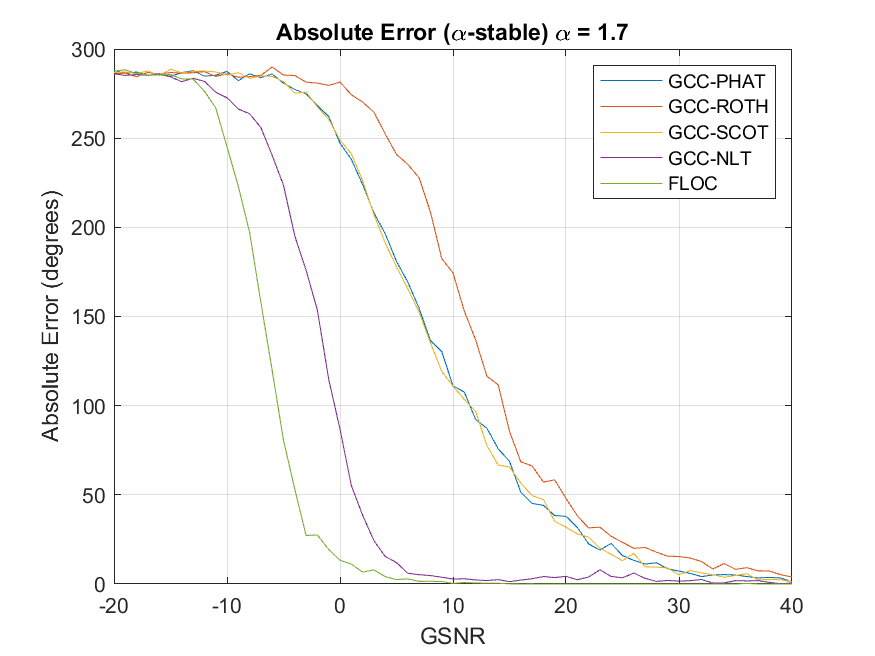 Absolute Error (α-stable) α = 1.7
300
250
200
150
100
50
0
Absolute Error (degrees)
GCC-PHAT
GCC-ROTH
GCC-SCOT
GCC-NLT
FLOC
-20
-10
0
10
20
30
40
GSNR